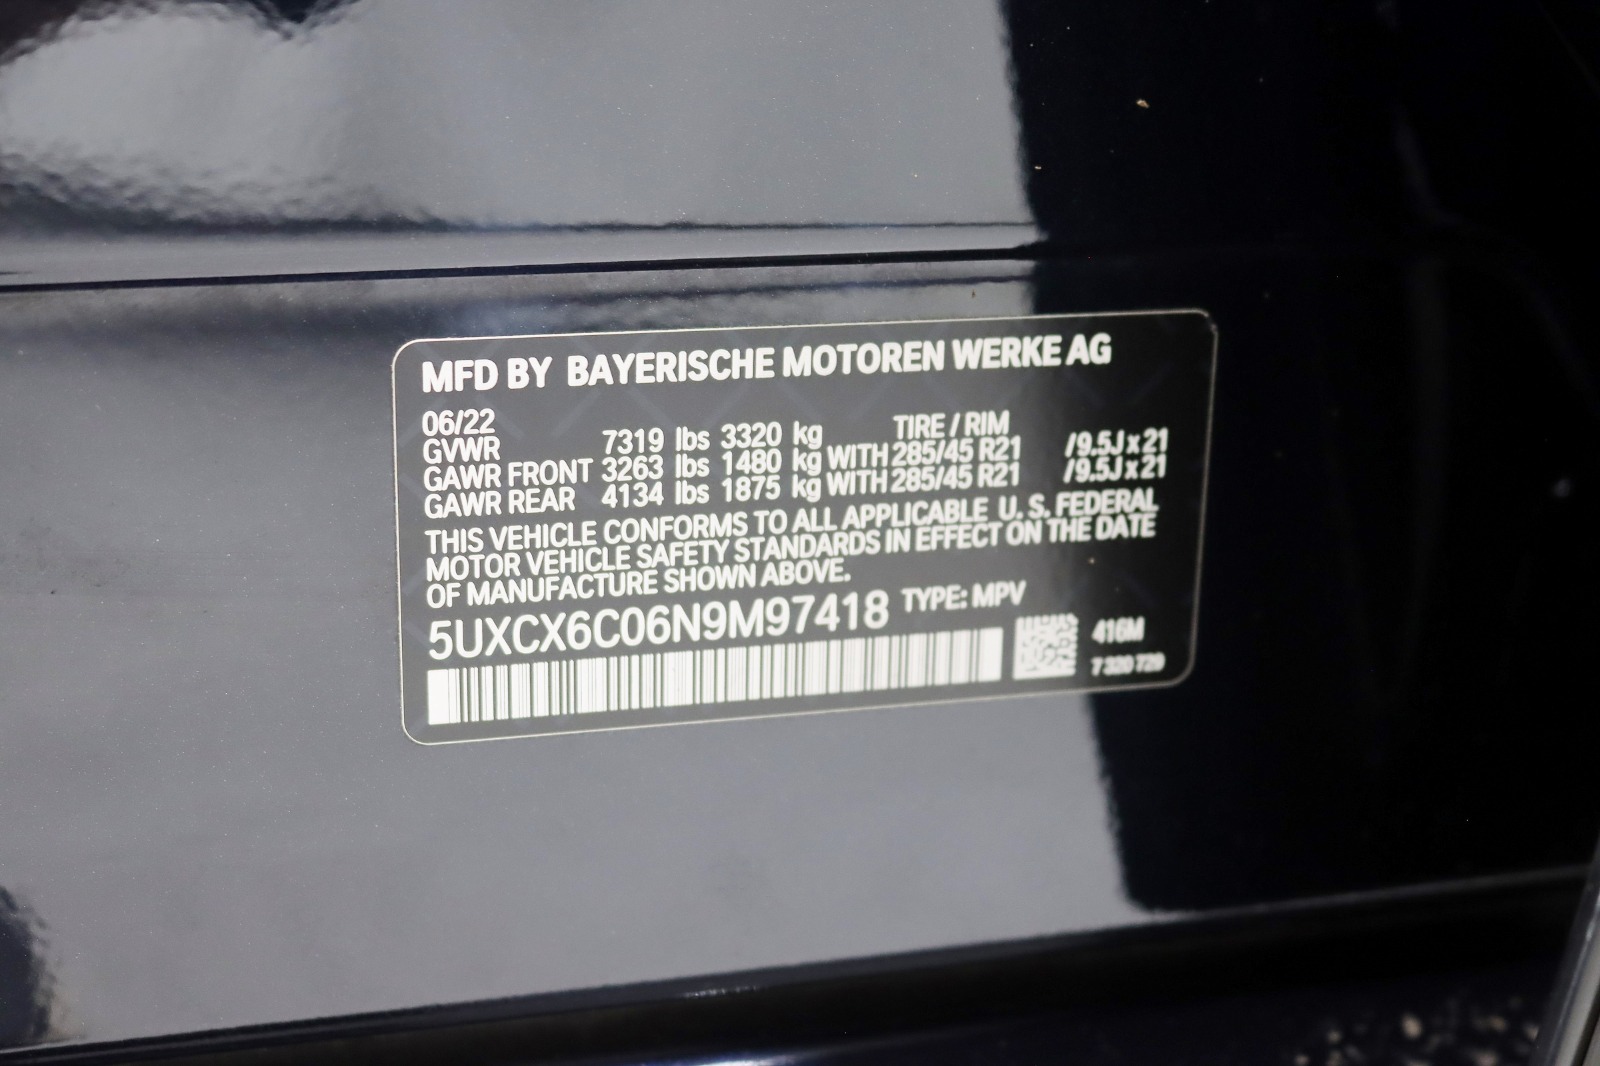 MFD BY BAYERISCHE MOTOREN WERKE AG
06/22 TIRE / RIM
GVWR 7319 lbs 3320 kg
GAWR FRONT 3263 lbs 1480 kg WITH 285/45 R21 /9.5J x 21
GAWR REAR 4134 lbs 1875 kg WITH 285/45 R21 /9.5J x 21
THIS VEHICLE CONFORMS TO ALL APPLICABLE U. S. FEDERAL
MOTOR VEHICLE SAFETY STANDARDS IN EFFECT ON THE DATE
OF MANUFACTURE SHOWN ABOVE.
5UXCX6C06N9M97418 TYPE: MPV
416M
7 320 729